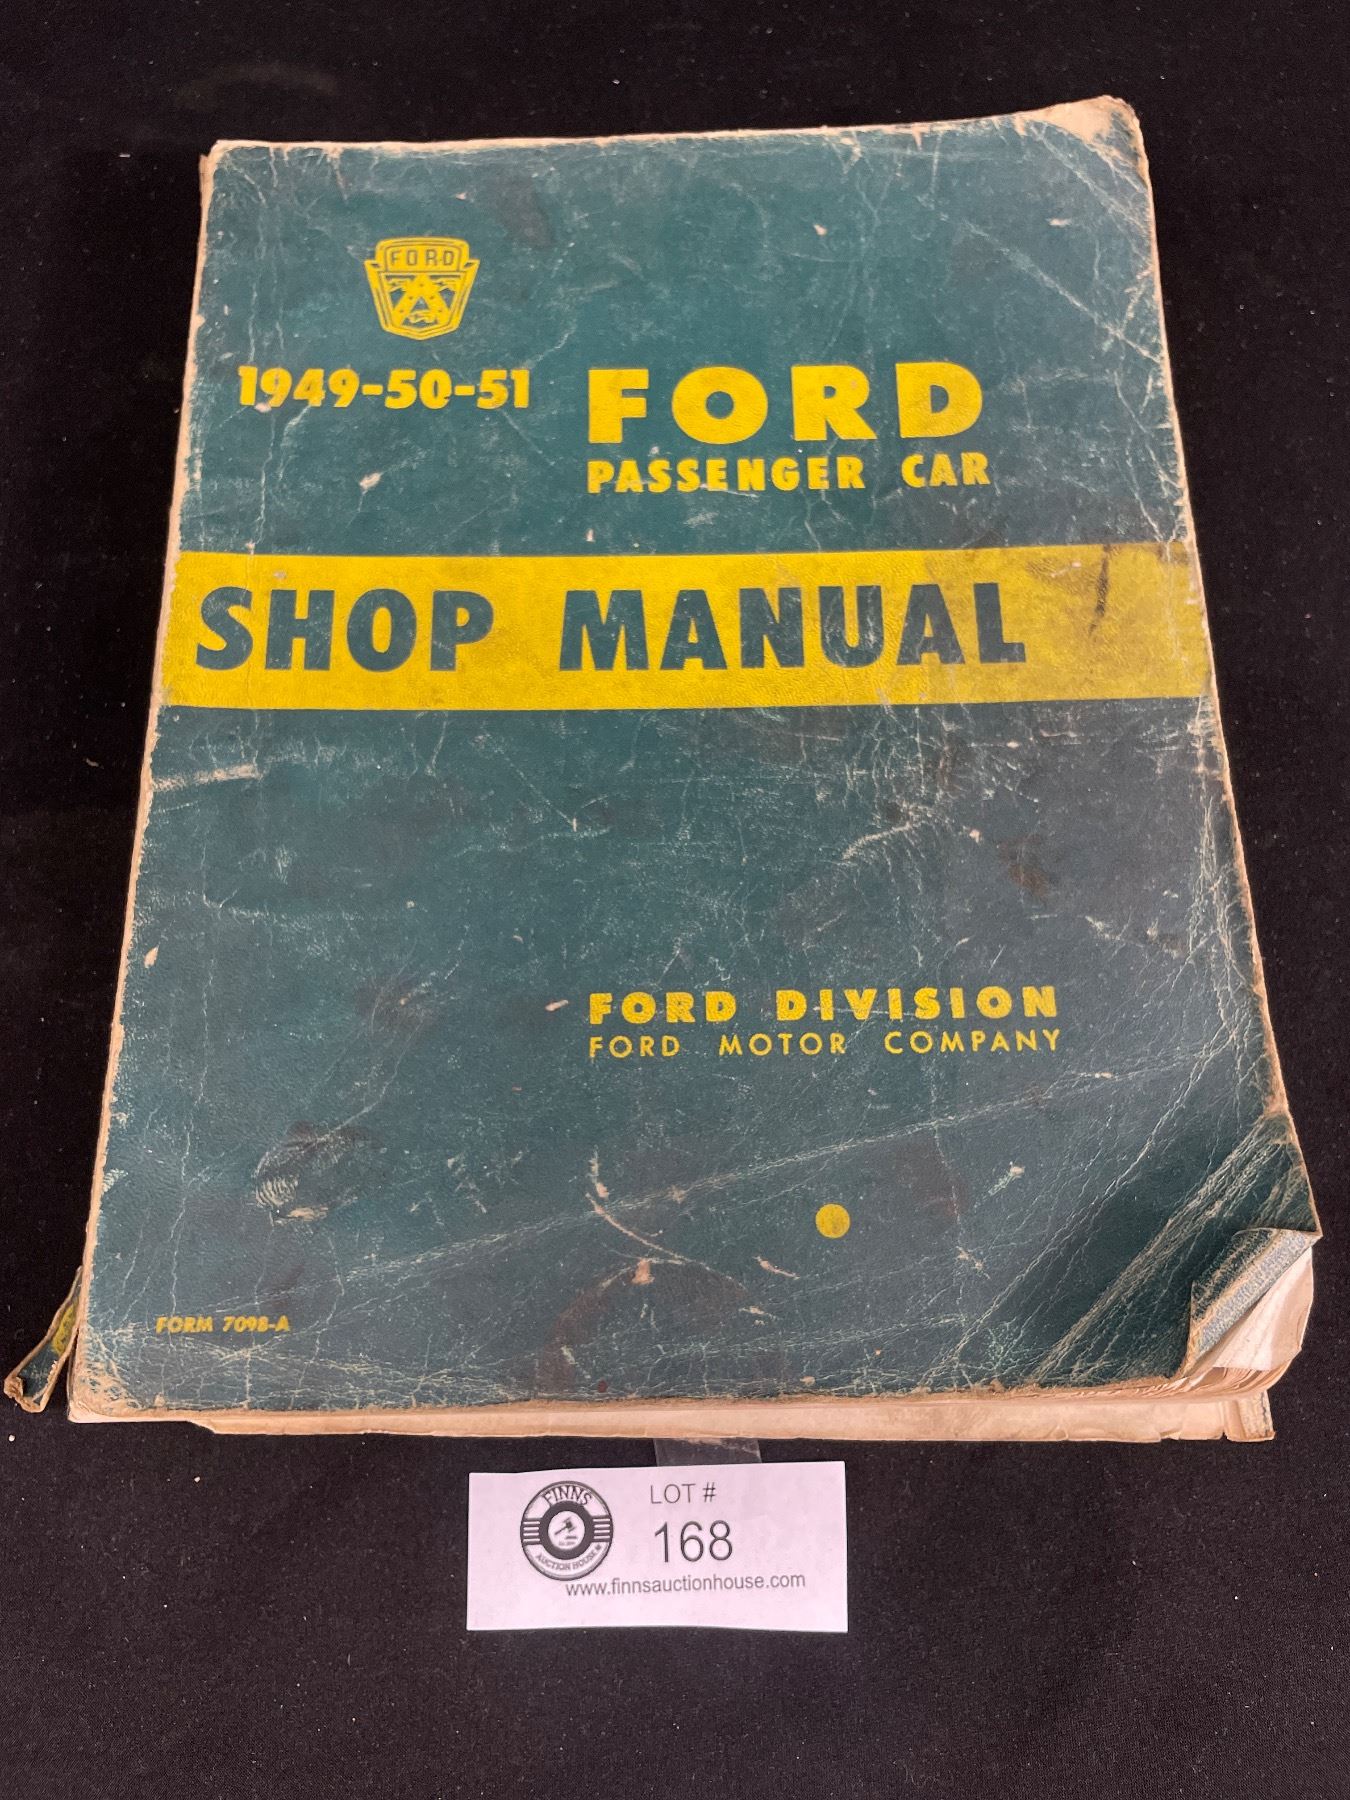 FORD
1949-50-51
FORD
PASSENGER CAR
SHOP MANUAL
FORD DIVISION
FORD MOTOR COMPANY
FORM 7098-A
FINNS
AUCTION HOUSE
LOT #
168
www.finnsauctionhouse.com